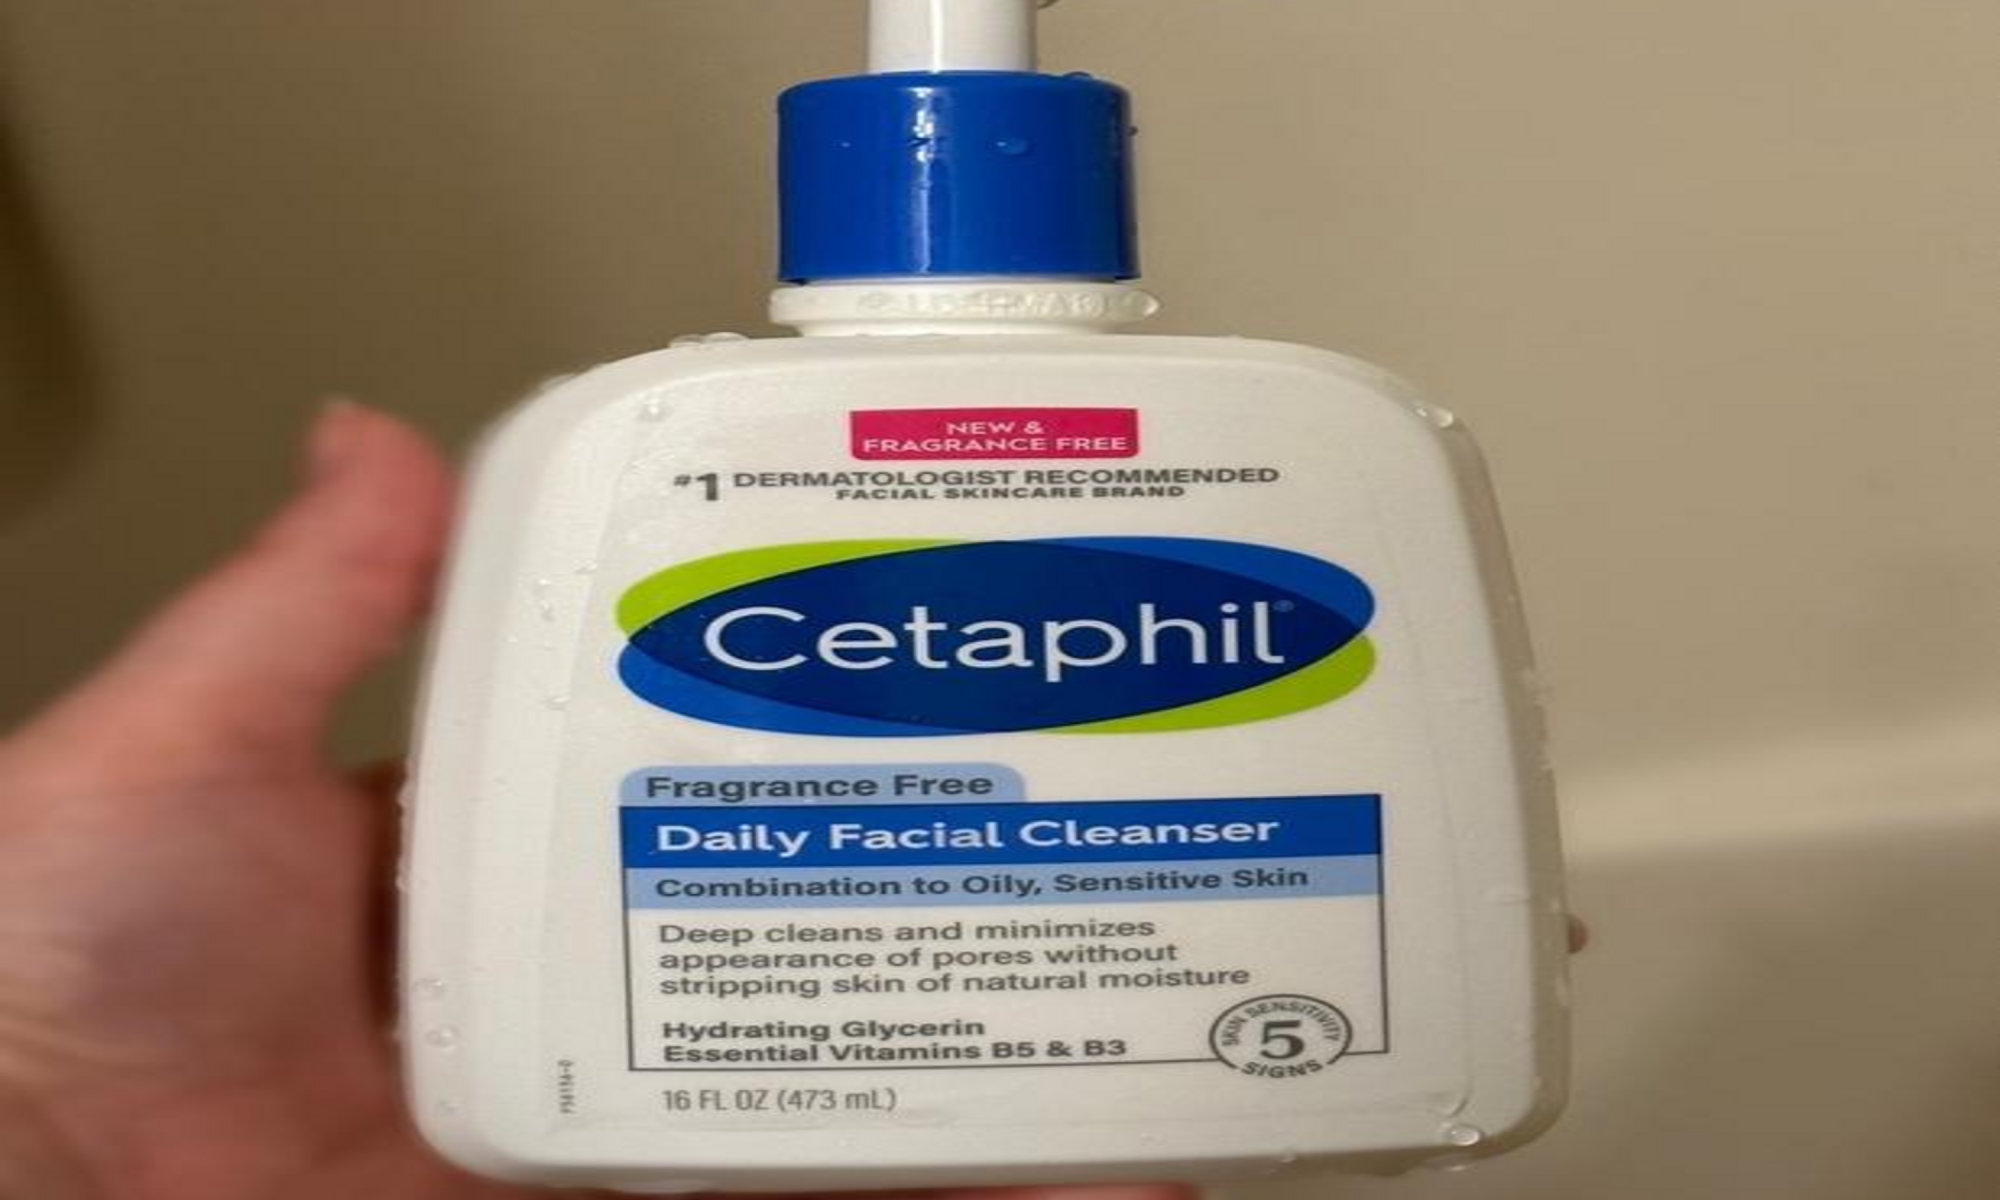 NEW &
FRAGRANCE FREE
#1 DERMATOLOGIST RECOMMENDED
FACIAL SKINCARE BRAND
Cetaphil®
Fragrance Free
Daily Facial Cleanser
Combination to Oily, Sensitive Skin
Deep cleans and minimizes
appearance of pores without
stripping skin of natural moisture
Hydrating Glycerin
Essential Vitamins B5 & B3
SKIN SENSITIVITY
5
SIGNS
16 FL OZ (473 mL)